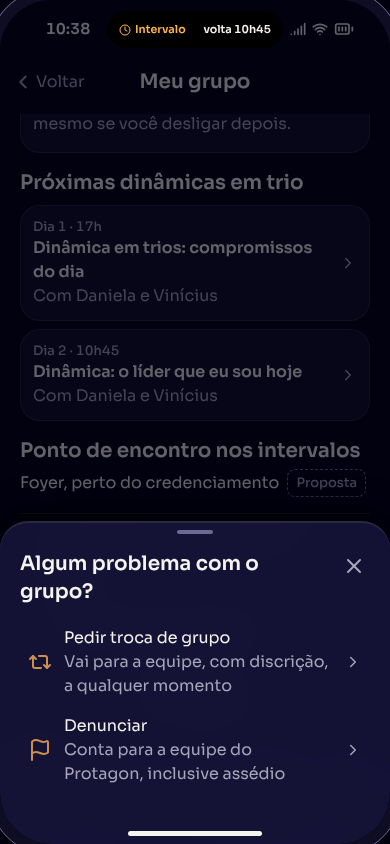 10:38
Intervalo
volta 10h45
Voltar
Meu grupo
mesmo se você desligar depois.
Próximas dinâmicas em trio
Dia 1 · 17h
Dinâmica em trios: compromissos
do dia
Com Daniela e Vinícius
Dia 2 · 10h45
Dinâmica: o líder que eu sou hoje
Com Daniela e Vinícius
Ponto de encontro nos intervalos
Foyer, perto do credenciamento
Proposta
Algum problema com o
grupo?
Pedir troca de grupo
Vai para a equipe, com discrição,
a qualquer momento
Denunciar
Conta para a equipe do
Protagon, inclusive assédio